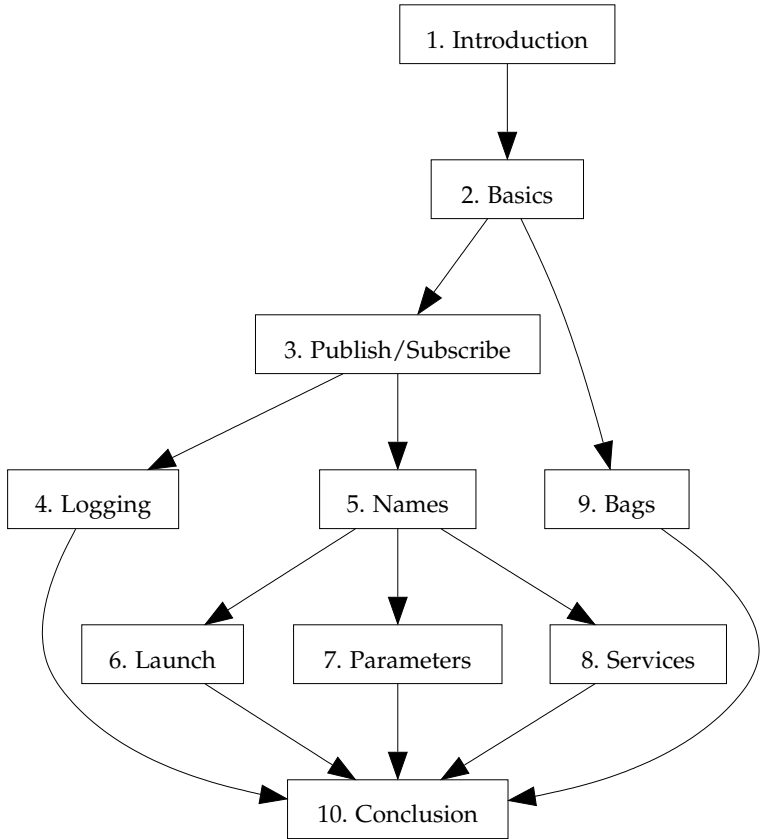 1. Introduction
2. Basics
3. Publish/Subscribe
4. Logging
5. Names
9. Bags
6. Launch
7. Parameters
8. Services
10. Conclusion